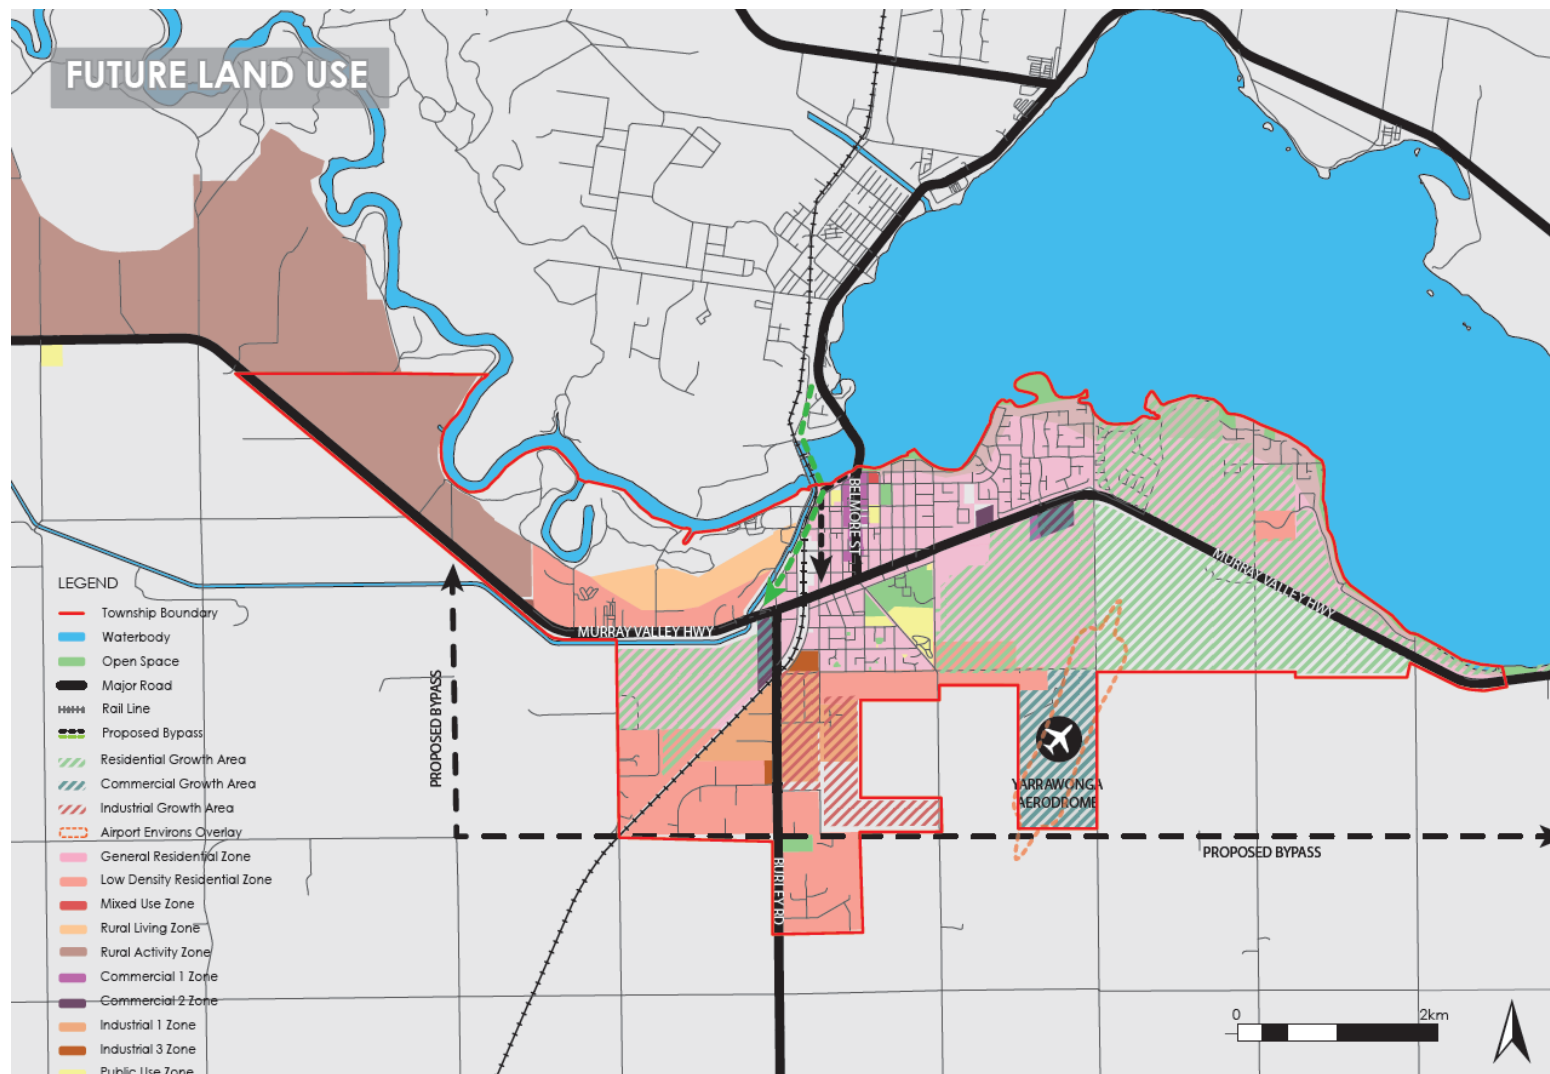 FUTURE LAND USE
BELMORE ST
MURRAY VALLEY HWY
MURRAY VALLEY HWY
LEGEND
Township Boundary
Waterbody
Open Space
Major Road
Rail Line
Proposed Bypass
Residential Growth Area
Commercial Growth Area
Industrial Growth Area
Airport Environs Overlay
General Residential Zone
Low Density Residential Zone
Mixed Use Zone
Rural Living Zone
Rural Activity Zone
Commercial 1 Zone
Commercial 2 Zone
Industrial 1 Zone
Industrial 3 Zone
Public Use Zone
PROPOSED BYPASS
YARRAWONGA
AERODROME
PROPOSED BYPASS
BURLEY RD
0 2km